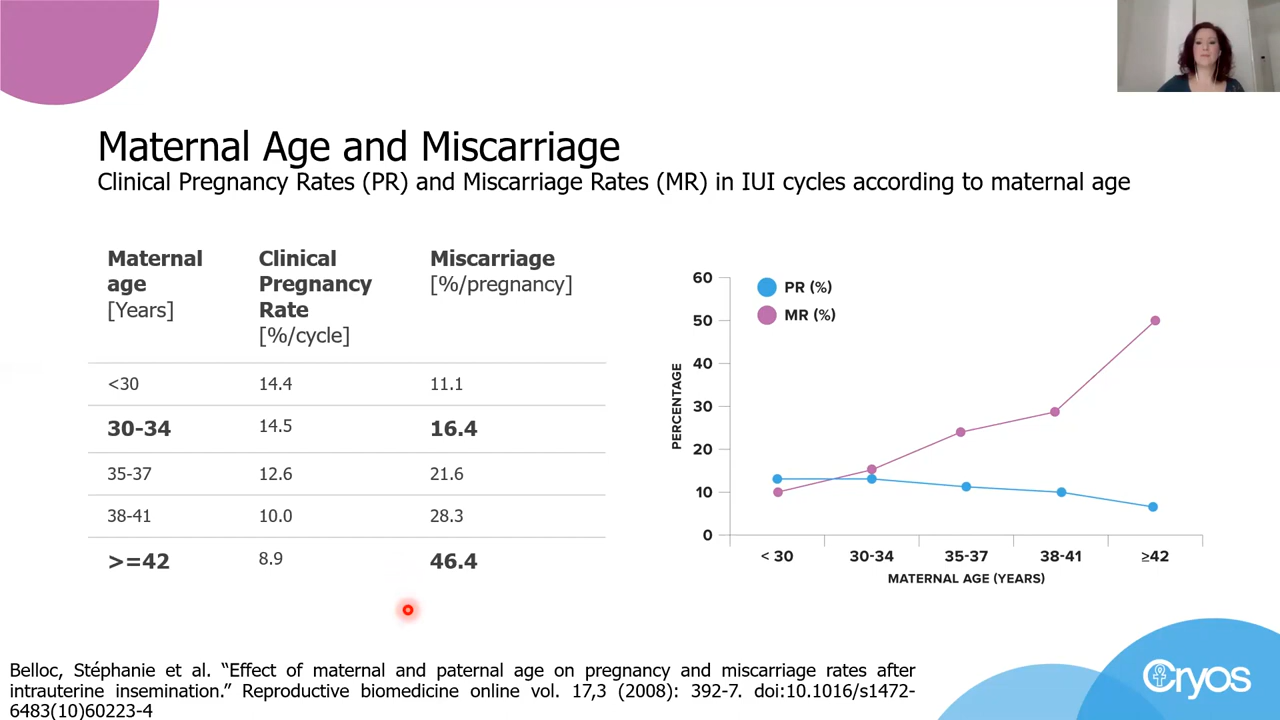 Maternal Age and Miscarriage
Clinical Pregnancy Rates (PR) and Miscarriage Rates (MR) in IUI cycles according to maternal age
Maternal age [Years]
Clinical Pregnancy Rate [%/cycle]
Miscarriage [%/pregnancy]
<30 14.4 11.1
30-34 14.5 16.4
35-37 12.6 21.6
38-41 10.0 28.3
>=42 8.9 46.4
PR (%)
MR (%)
PERCENTAGE
60
50
40
30
20
10
0
< 30 30-34 35-37 38-41 ≥42
MATERNAL AGE (YEARS)
Belloc, Stéphanie et al. “Effect of maternal and paternal age on pregnancy and miscarriage rates after
intrauterine insemination.” Reproductive biomedicine online vol. 17,3 (2008): 392-7. doi:10.1016/s1472-
6483(10)60223-4
Cryos